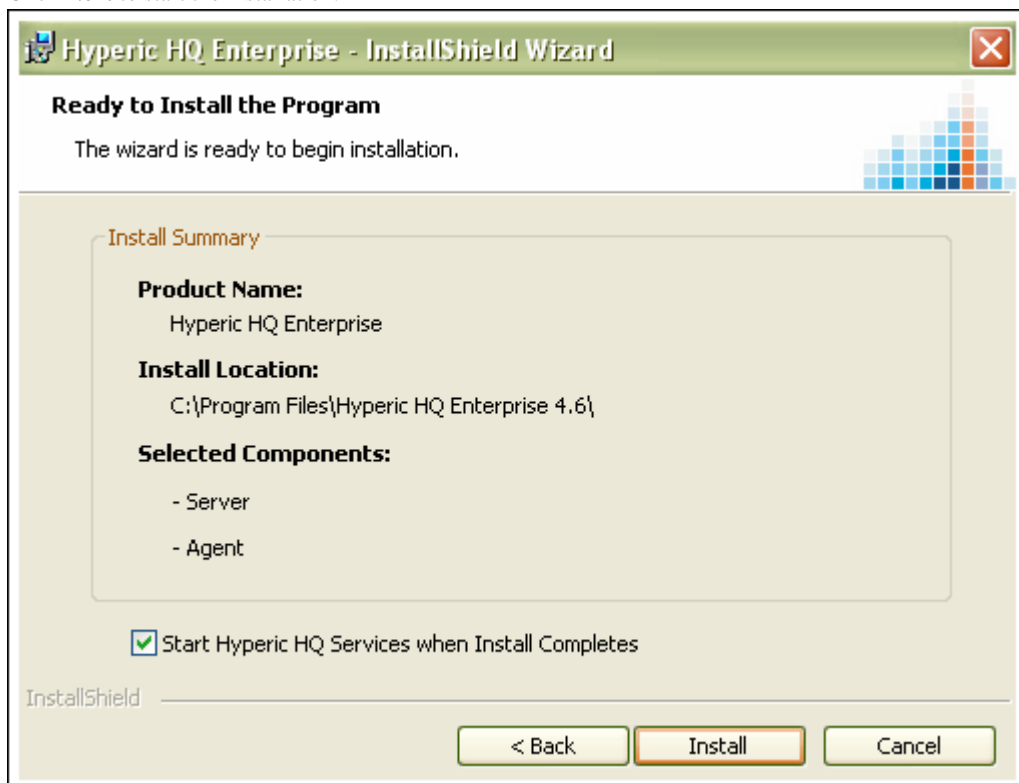 Hyperic HQ Enterprise - InstallShield Wizard
Ready to Install the Program
The wizard is ready to begin installation.
Install Summary
Product Name:
Hyperic HQ Enterprise
Install Location:
C:\Program Files\Hyperic HQ Enterprise 4.6\
Selected Components:
- Server
- Agent
Start Hyperic HQ Services when Install Completes
InstallShield
< Back Install Cancel